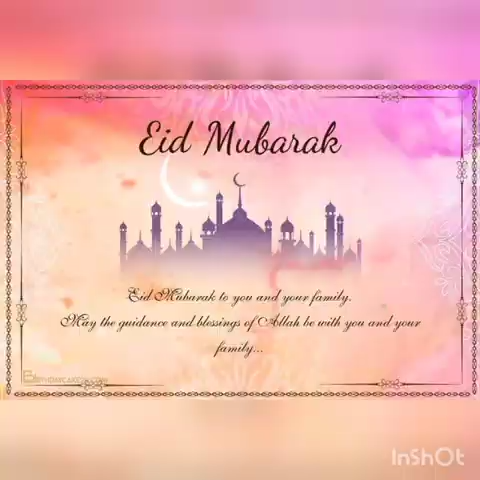 Eid Mubarak
Eid Mubarak to you and your family.
May the guidance and blessings of Allah be with you and your
family...
InShOt